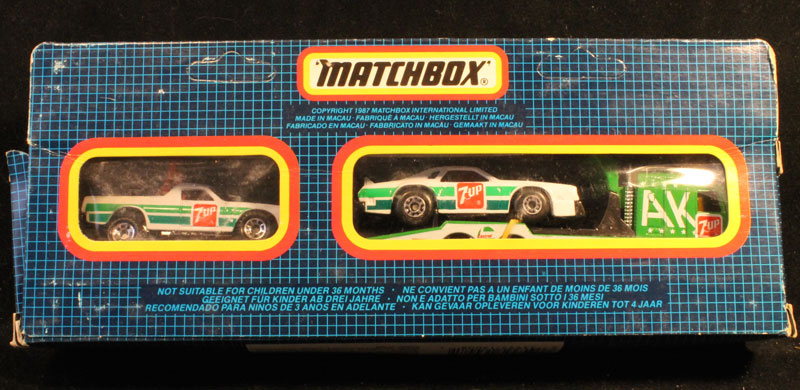 MATCHBOX®
COPYRIGHT 1987 MATCHBOX INTERNATIONAL LIMITED
MADE IN MACAU · FABRIQUÉ À MACAU · HERGESTELLT IN MACAU
FABRICADO EN MACAU · FABBRICATO IN MACAU · GEMAAKT IN MACAU
7UP
7UP
AK
7UP
NOT SUITABLE FOR CHILDREN UNDER 36 MONTHS · NE CONVIENT PAS A UN ENFANT DE MOINS DE 36 MOIS
GEEIGNET FÜR KINDER AB DREI JAHRE · NON E ADATTO PER BAMBINI SOTTO I 36 MESI
RECOMENDADO PARA NINOS DE 3 ANOS EN ADELANTE · KAN GEVAAR OPLEVEREN VOOR KINDEREN TOT 4 JAAR